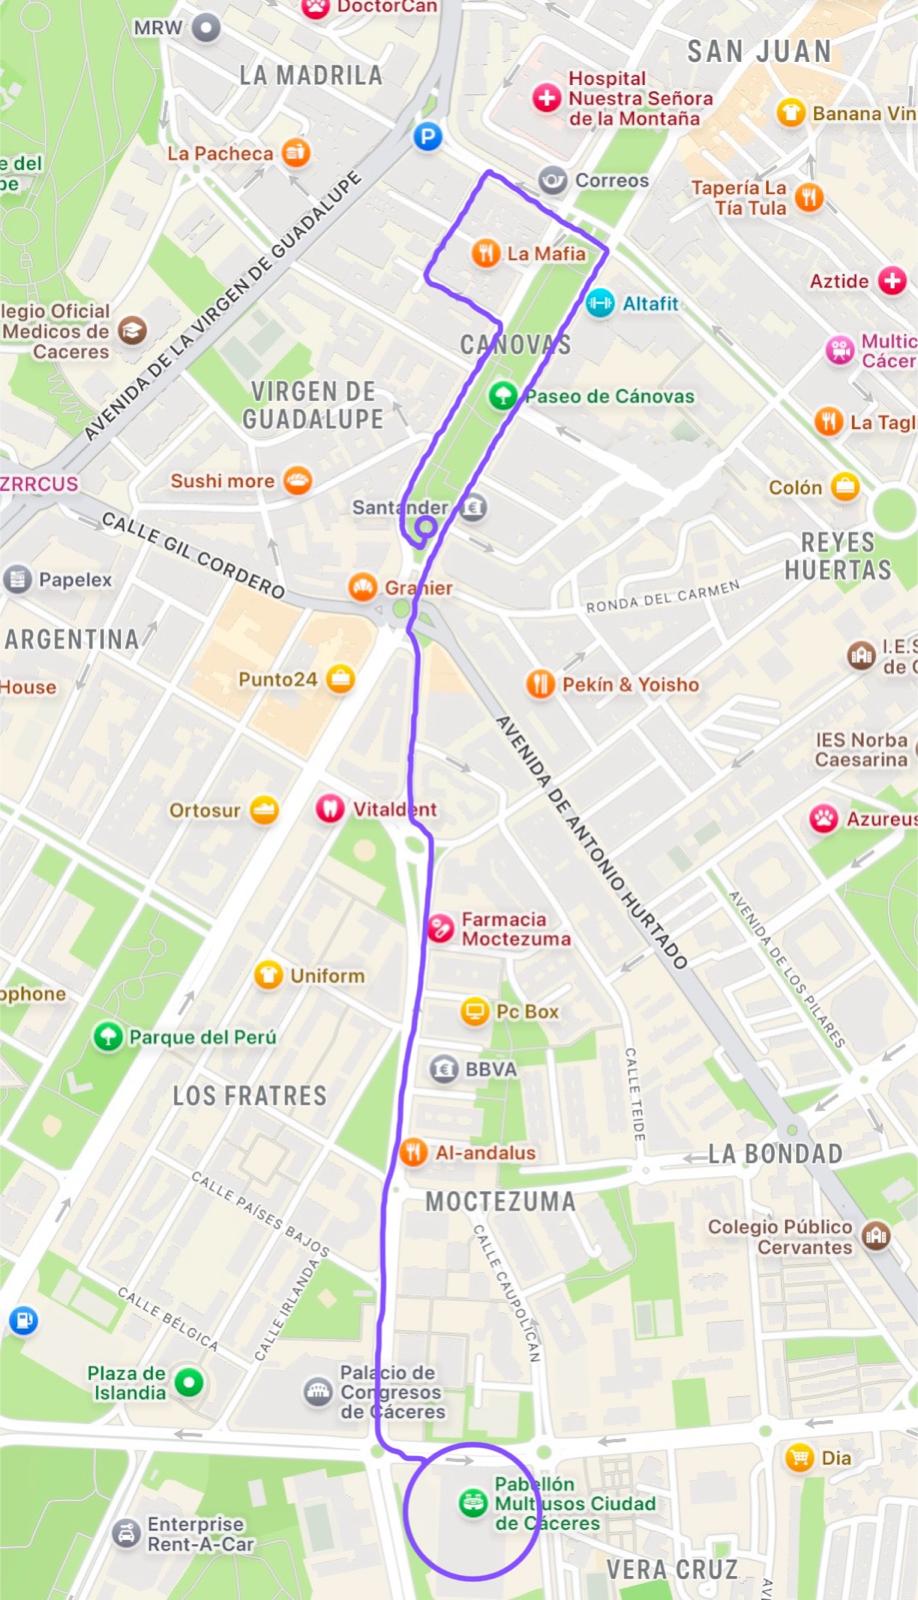 DoctorCan
MRW
SAN JUAN
LA MADRILA
Hospital
Nuestra Señora
de la Montaña
Banana Vin
P
La Pacheca
e del
pe
Correos
Tapería La
Tía Tula
AVENIDA DE LA VIRGEN DE GUADALUPE
La Mafia
Aztide
legio Oficial
Medicos de
Caceres
Altafit
CÁNOVAS
Multic
Cácer
VIRGEN DE
GUADALUPE
Paseo de Cánovas
La Tagl
ZRRCUS
Sushi more
Colón
Santander
CALLE GIL CORDERO
REYES
HUERTAS
Papelex
Granier
RONDA DEL CARMEN
ARGENTINA
I.E.S
de C
House
Punto24
Pekín & Yoisho
AVENIDA DE ANTONIO HURTADO
IES Norba
Caesarina
Ortosur
Vitaldent
Azureus
AVENIDA DE LOS PILARES
Farmacia
Moctezuma
Uniform
ophone
Pc Box
Parque del Perú
BBVA
LOS FRATRES
CALLE TEIDE
Al-andalus
LA BONDAD
CALLE PAÍSES BAJOS
MOCTEZUMA
Colegio Público
Cervantes
CALLE CAUPOLICAN
CALLE BÉLGICA
CALLE IRLANDA
Plaza de
Islandia
Palacio de
Congresos
de Cáceres
Dia
Pabellón
Multiusos Ciudad
de Cáceres
Enterprise
Rent-A-Car
VERA CRUZ
AV